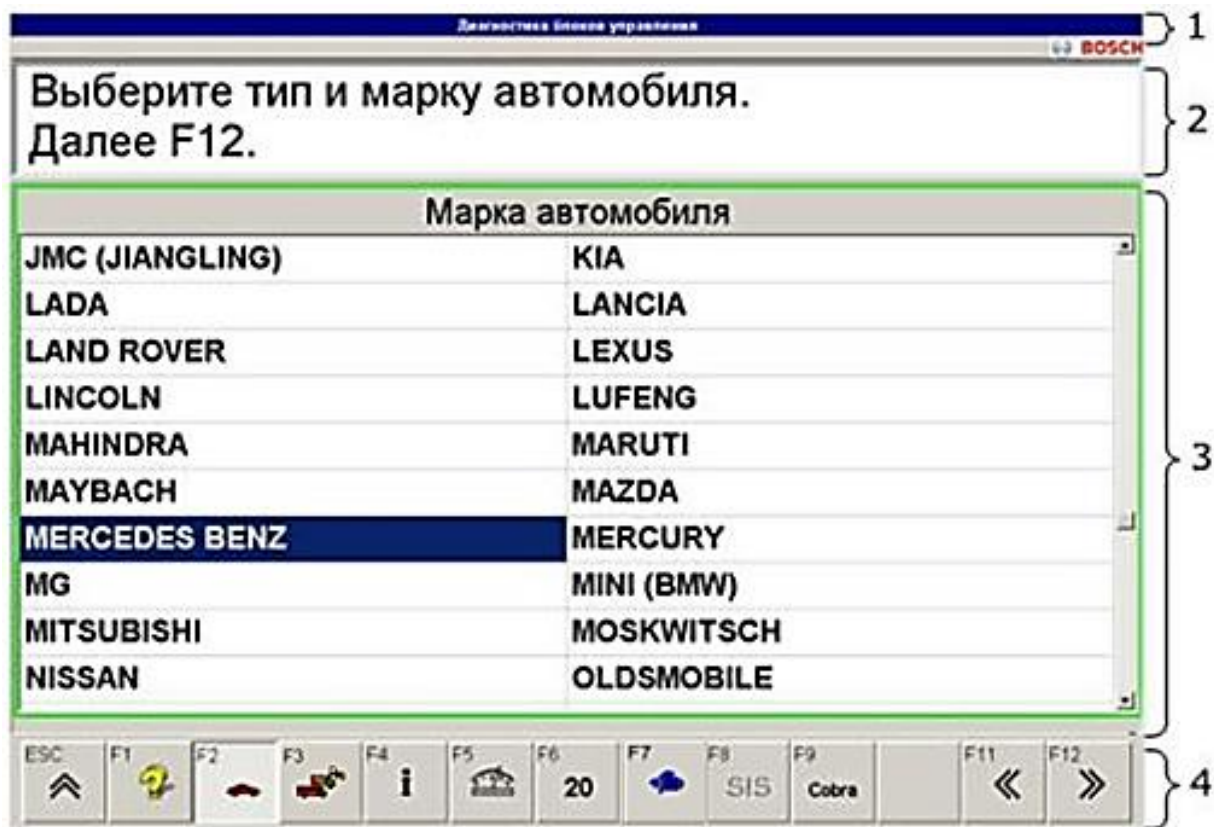 Диагностика блоков управления
1
BOSCH
Выберите тип и марку автомобиля.
Далее F12.
2
Марка автомобиля
JMC (JIANGLING) KIA
LADA LANCIA
LAND ROVER LEXUS
LINCOLN LUFENG
MAHINDRA MARUTI
3
MAYBACH MAZDA
MERCEDES BENZ MERCURY
MG MINI (BMW)
MITSUBISHI MOSKWITSCH
NISSAN OLDSMOBILE
ESC F1 F2 F3 F4 F5 F6 F7 F8 F9 F11 F12
i 20 SIS Cobra
4